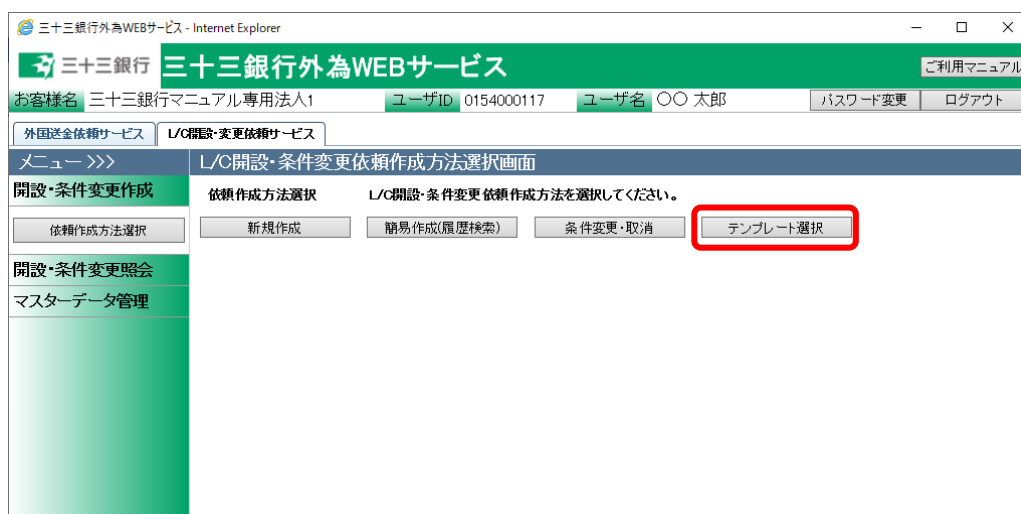 三十三銀行外為WEBサービス - Internet Explorer
三十三銀行 三十三銀行外為WEBサービス ご利用マニュアル
お客様名 三十三銀行マニュアル専用法人1 ユーザID 0154000117 ユーザ名 〇〇 太郎 パスワード変更 ログアウト
外国送金依頼サービス L/C開設・変更依頼サービス
メニュー >>> L/C開設・条件変更依頼作成方法選択画面
開設・条件変更作成 依頼作成方法選択 L/C開設・条件変更依頼作成方法を選択してください。
依頼作成方法選択 新規作成 簡易作成(履歴検索) 条件変更・取消 テンプレート選択
開設・条件変更照会
マスターデータ管理